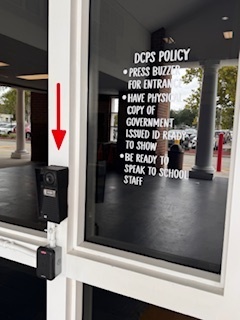 DCPS POLICY
• PRESS BUZZER
FOR ENTRANCE
• HAVE PHYSICAL
COPY OF
GOVERNMENT
ISSUED ID READY
TO SHOW
• BE READY TO
SPEAK TO SCHOOL
STAFF